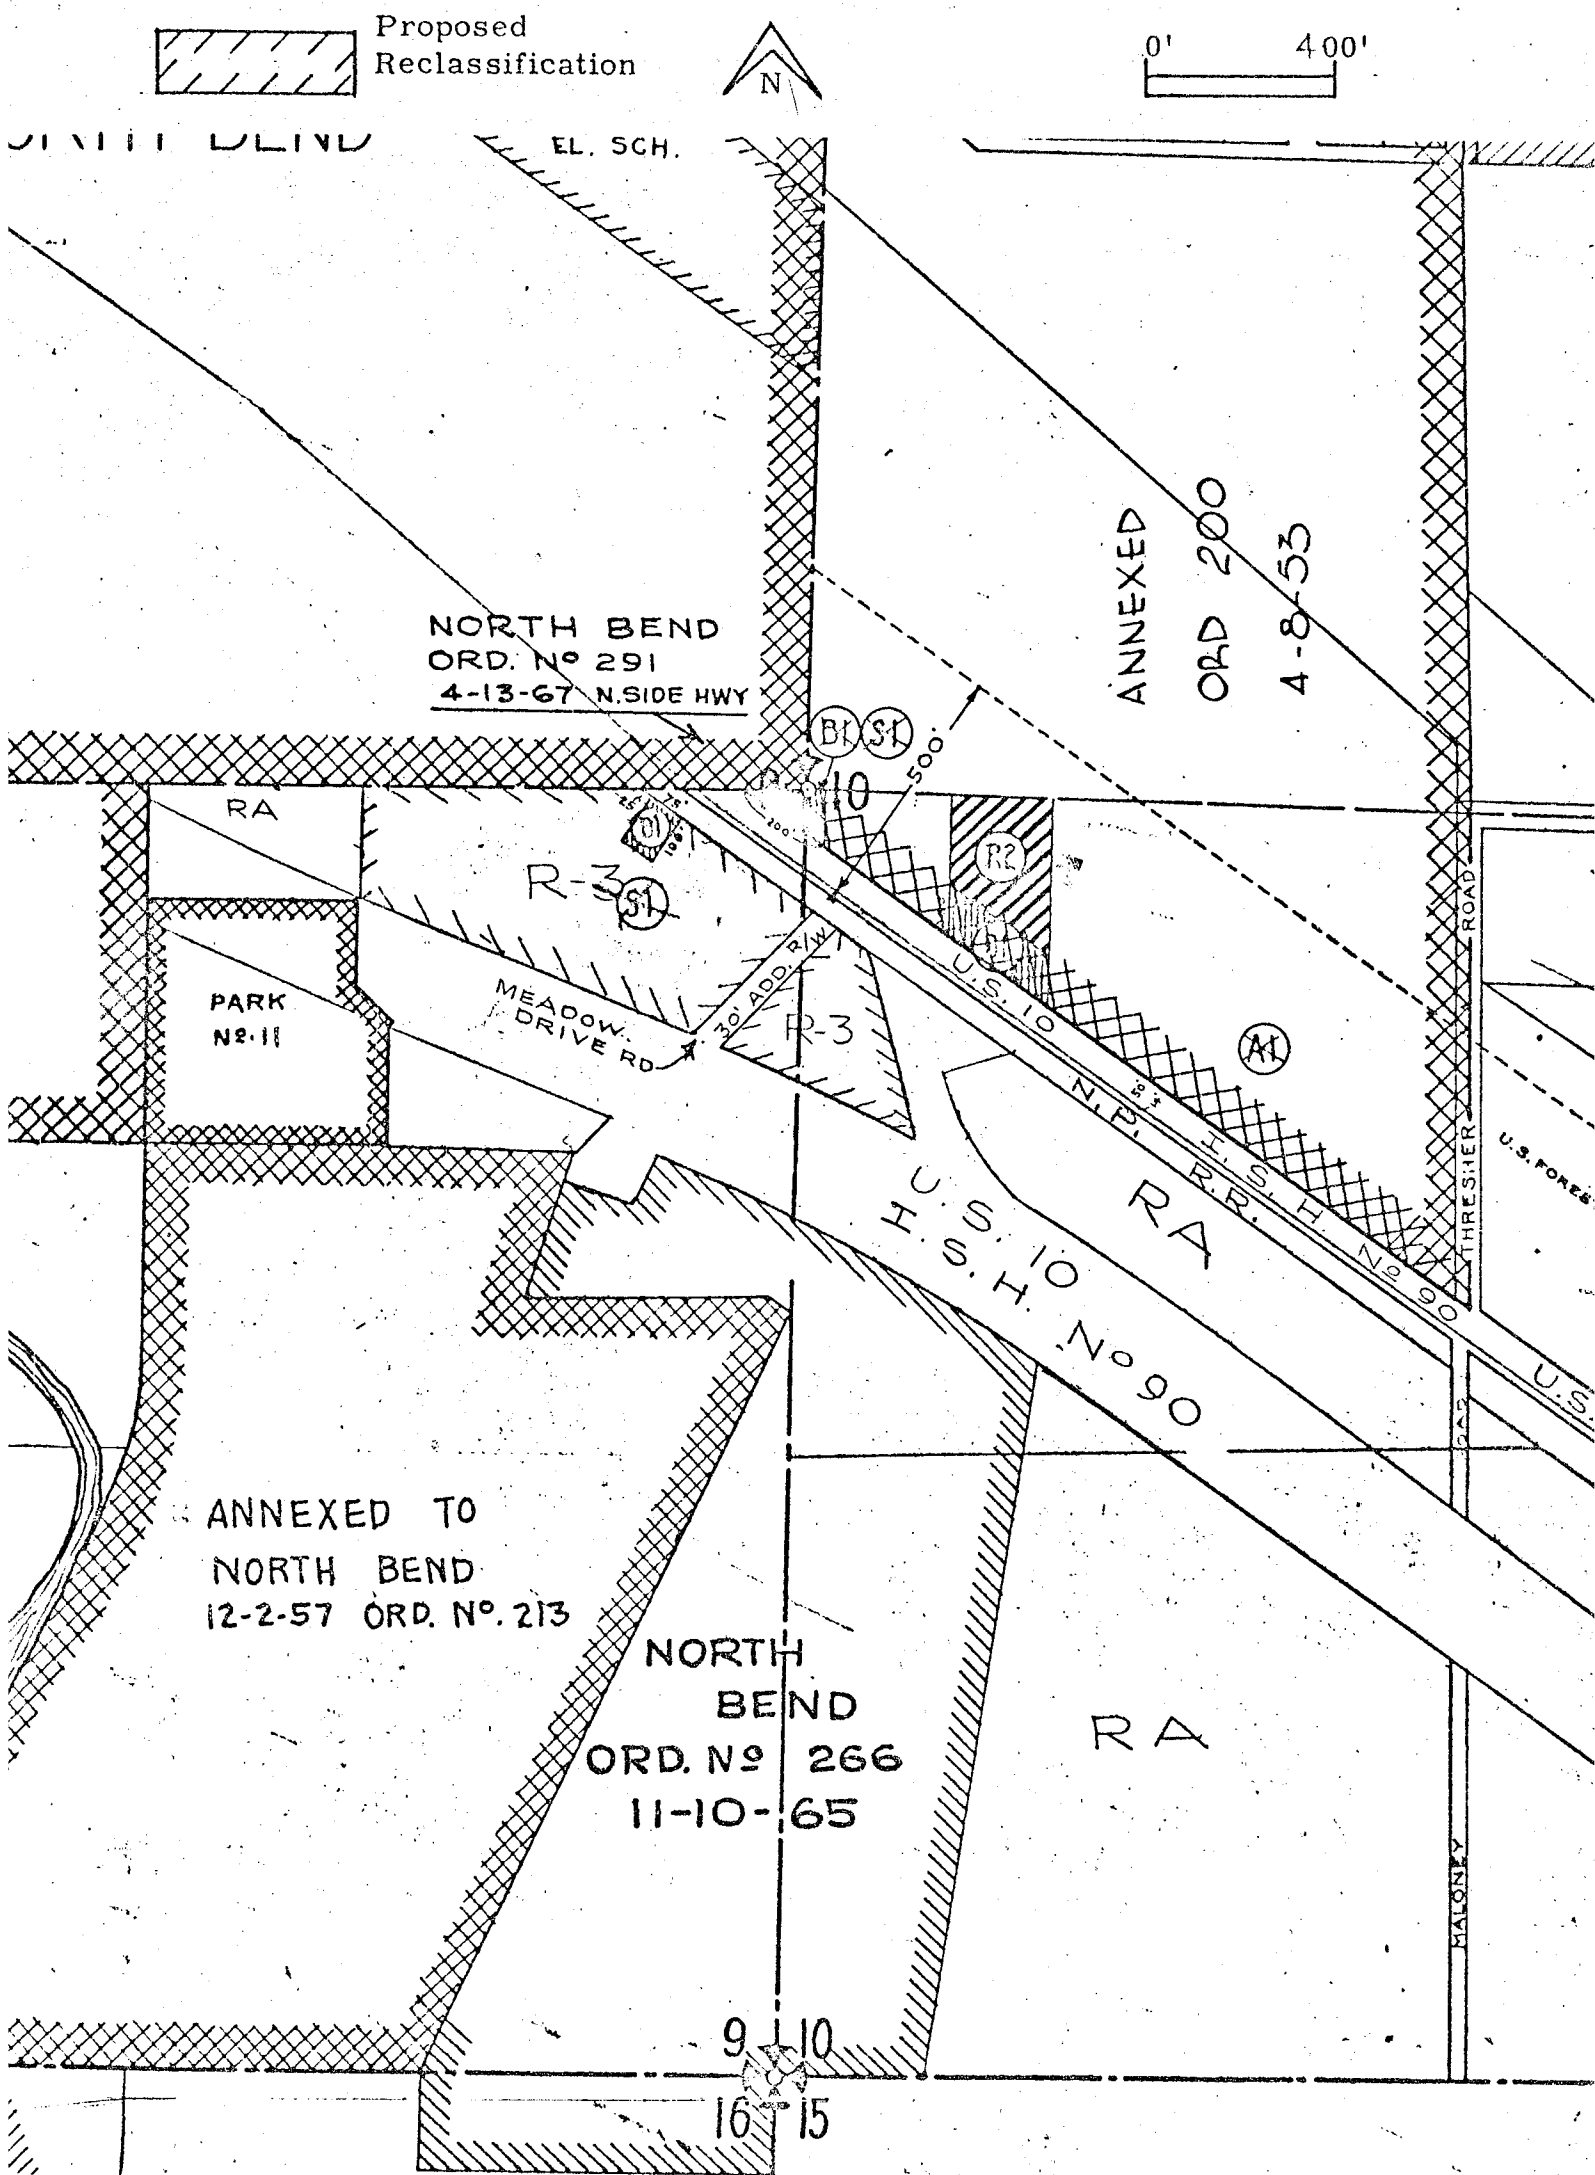 Proposed
Reclassification
N
0' 400'
EL. SCH.
ANNEXED
ORD 200
4-8-53
NORTH BEND
ORD. Nº 291
4-13-67 N.SIDE HWY
B1 S1
10
500'
RA
200'
R2
R-3
S1
ROAD
PARK
Nº.11
MEADOW
DRIVE RD
30' ADD. R/W
R-3
U.S. 10
A1
N.P. R.R.
I. S. H. Nº 90
THRESHER
U.S. FORES
RA
U.S. 10
H. S. H. Nº 90
U.S.
ANNEXED TO
NORTH BEND
12-2-57 ORD. Nº. 213
NORTH
BEND
ORD. Nº 266
11-10-65
RA
MALONEY
9 10
16 15